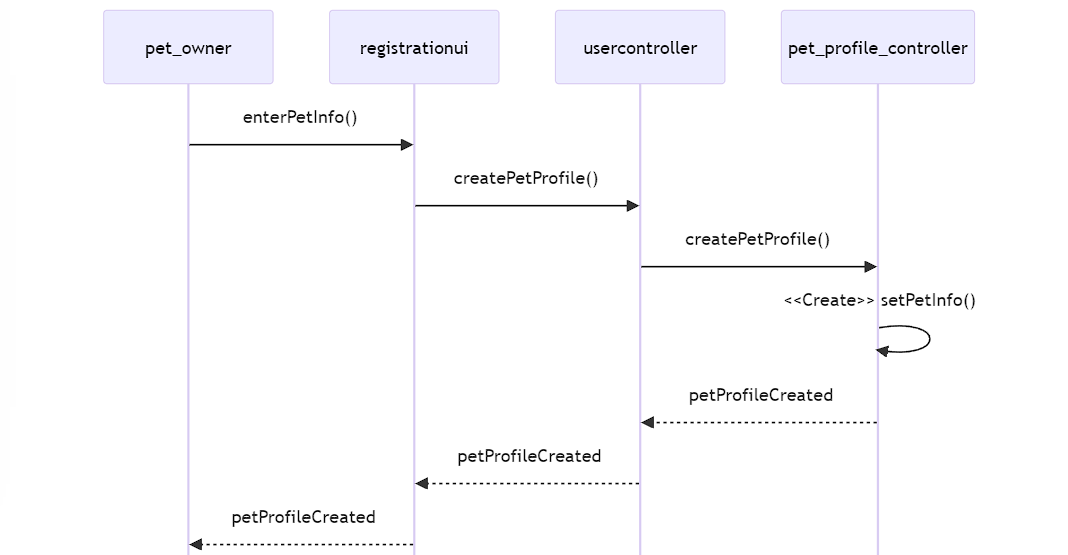 pet_owner
registrationui
usercontroller
pet_profile_controller
enterPetInfo()
createPetProfile()
createPetProfile()
<<Create>> setPetInfo()
petProfileCreated
petProfileCreated
petProfileCreated